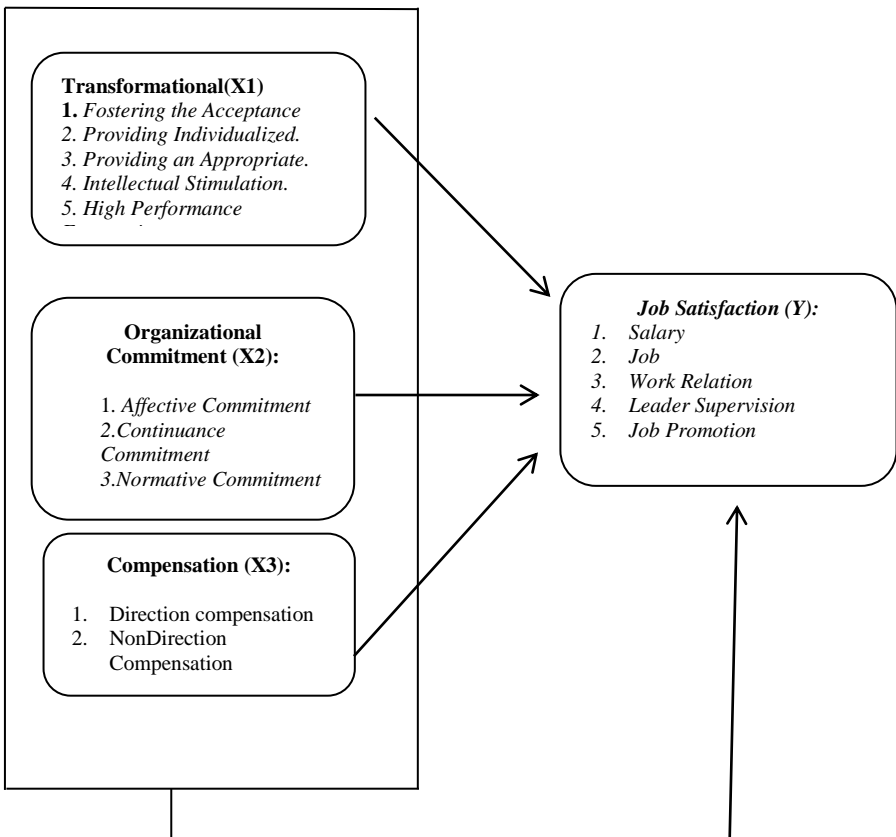 Transformational(X1)
1. Fostering the Acceptance
2. Providing Individualized.
3. Providing an Appropriate.
4. Intellectual Stimulation.
5. High Performance
Organizational
Commitment (X2):
1. Affective Commitment
2.Continuance
Commitment
3.Normative Commitment
Compensation (X3):
1. Direction compensation
2. NonDirection
Compensation
Job Satisfaction (Y):
1. Salary
2. Job
3. Work Relation
4. Leader Supervision
5. Job Promotion